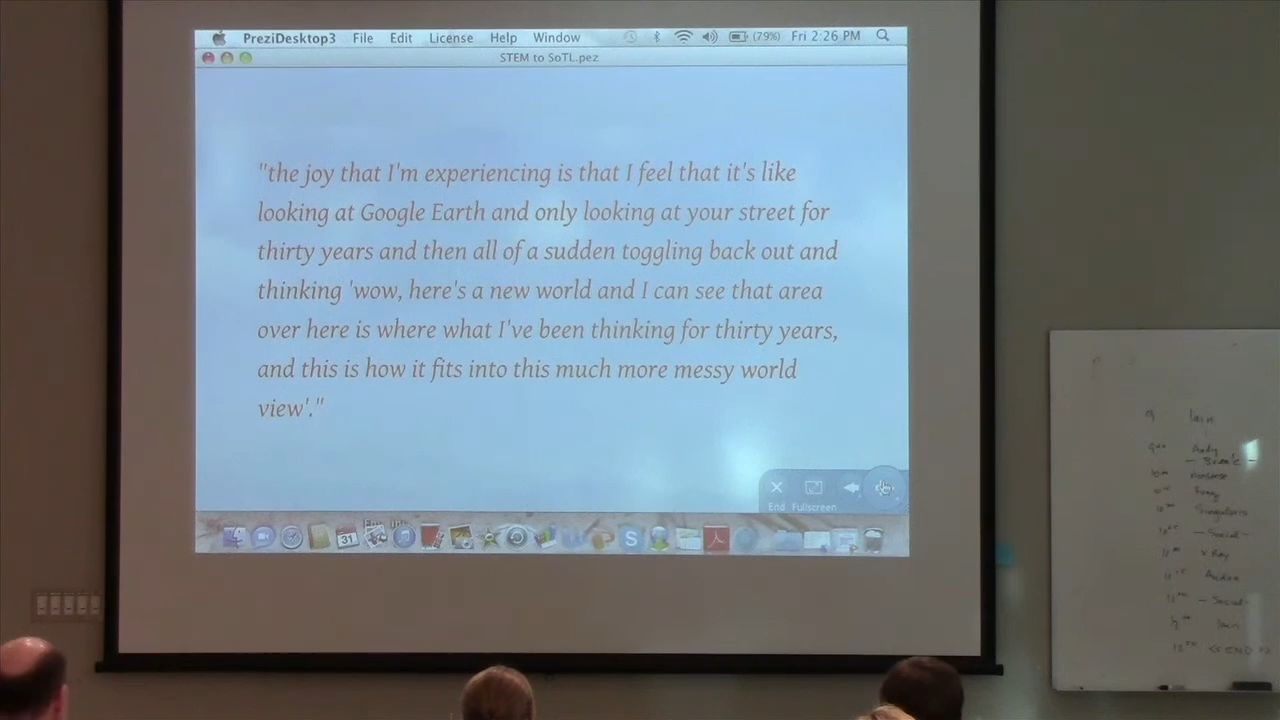 PreziDesktop3 File Edit License Help Window (79%) Fri 2:26 PM
STEM to SoTL.pez
"the joy that I'm experiencing is that I feel that it's like
looking at Google Earth and only looking at your street for
thirty years and then all of a sudden toggling back out and
thinking 'wow, here's a new world and I can see that area
over here is where what I've been thinking for thirty years,
and this is how it fits into this much more messy world
view'."
End Fullscreen
31
9 Iain
Andy